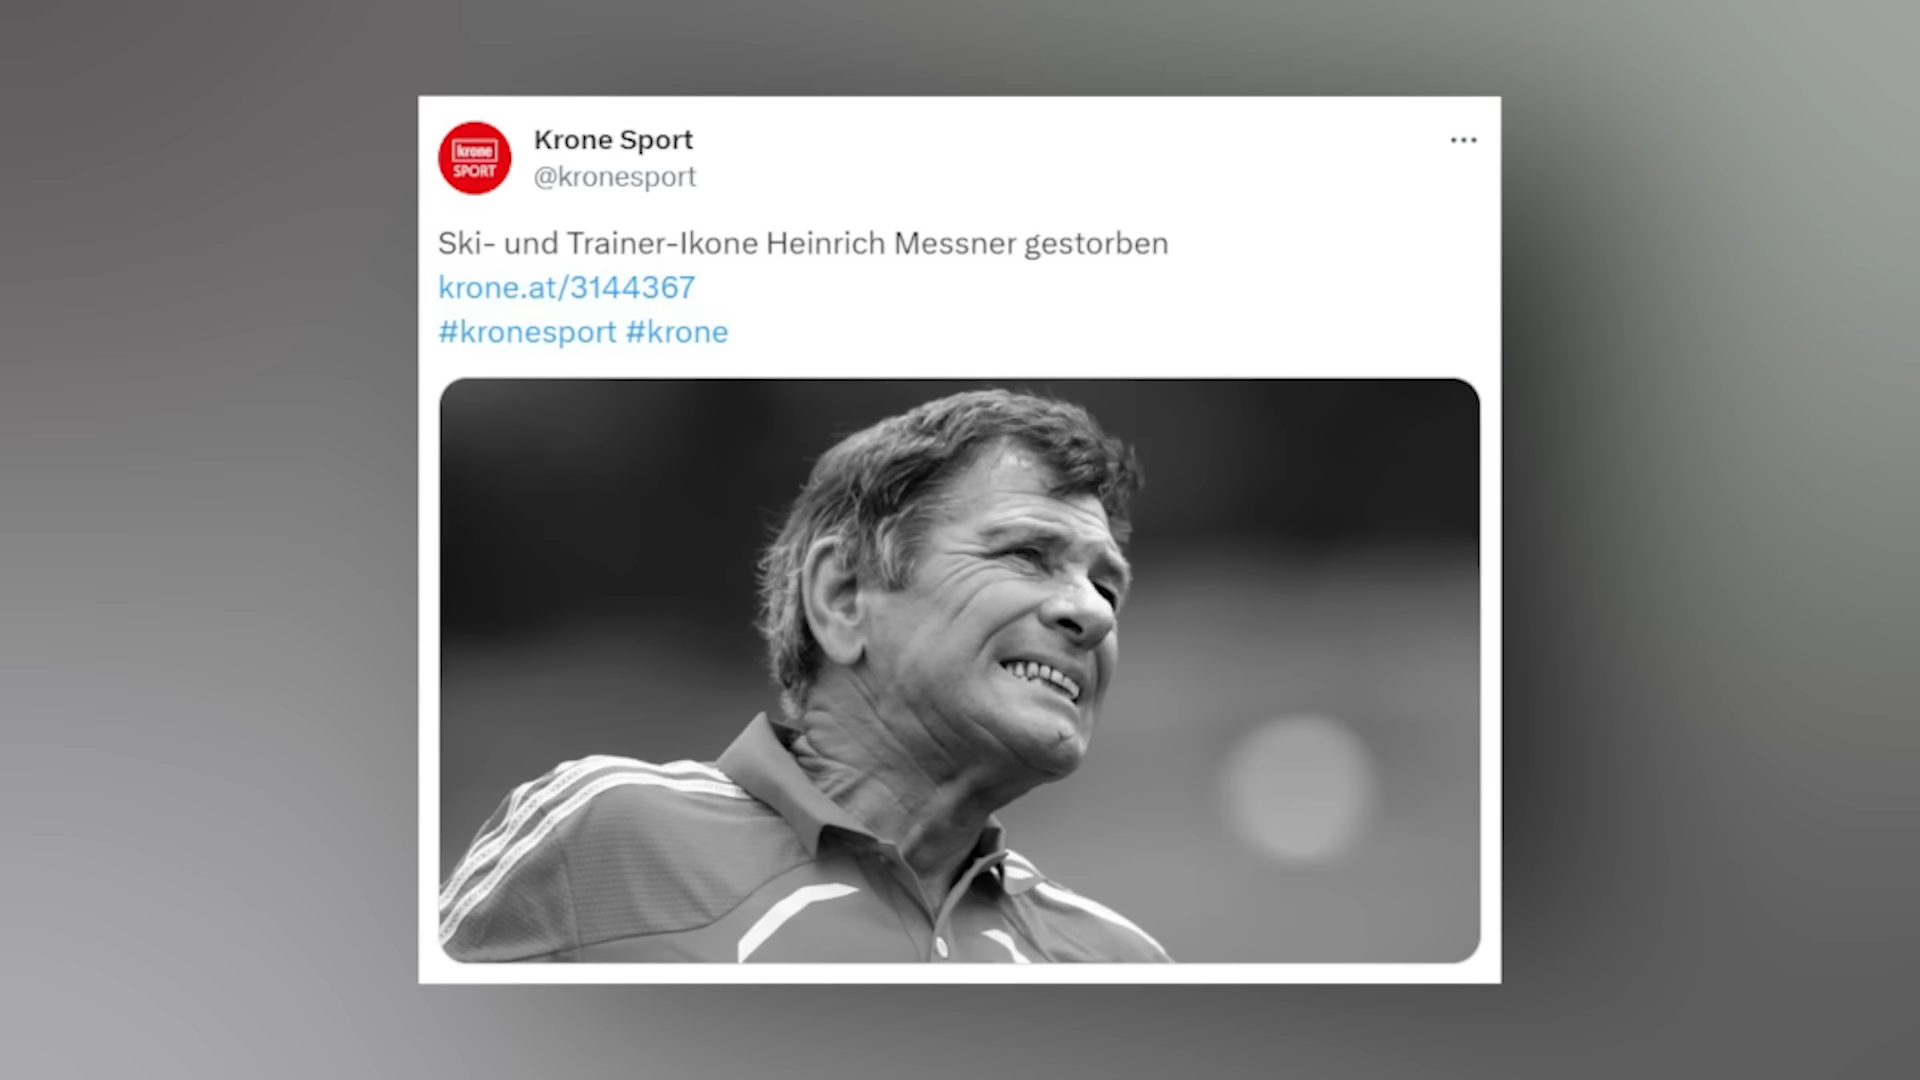 krone
SPORT
Krone Sport
@kronesport
Ski- und Trainer-Ikone Heinrich Messner gestorben
krone.at/3144367
#kronesport #krone